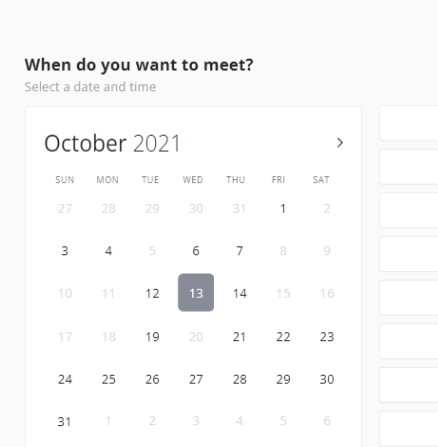 When do you want to meet?
Select a date and time
October 2021 >
SUN MON TUE WED THU FRI SAT
27 28 29 30 31 1 2
3 4 5 6 7 8 9
10 11 12 13 14 15 16
17 18 19 20 21 22 23
24 25 26 27 28 29 30
31 1 2 3 4 5 6